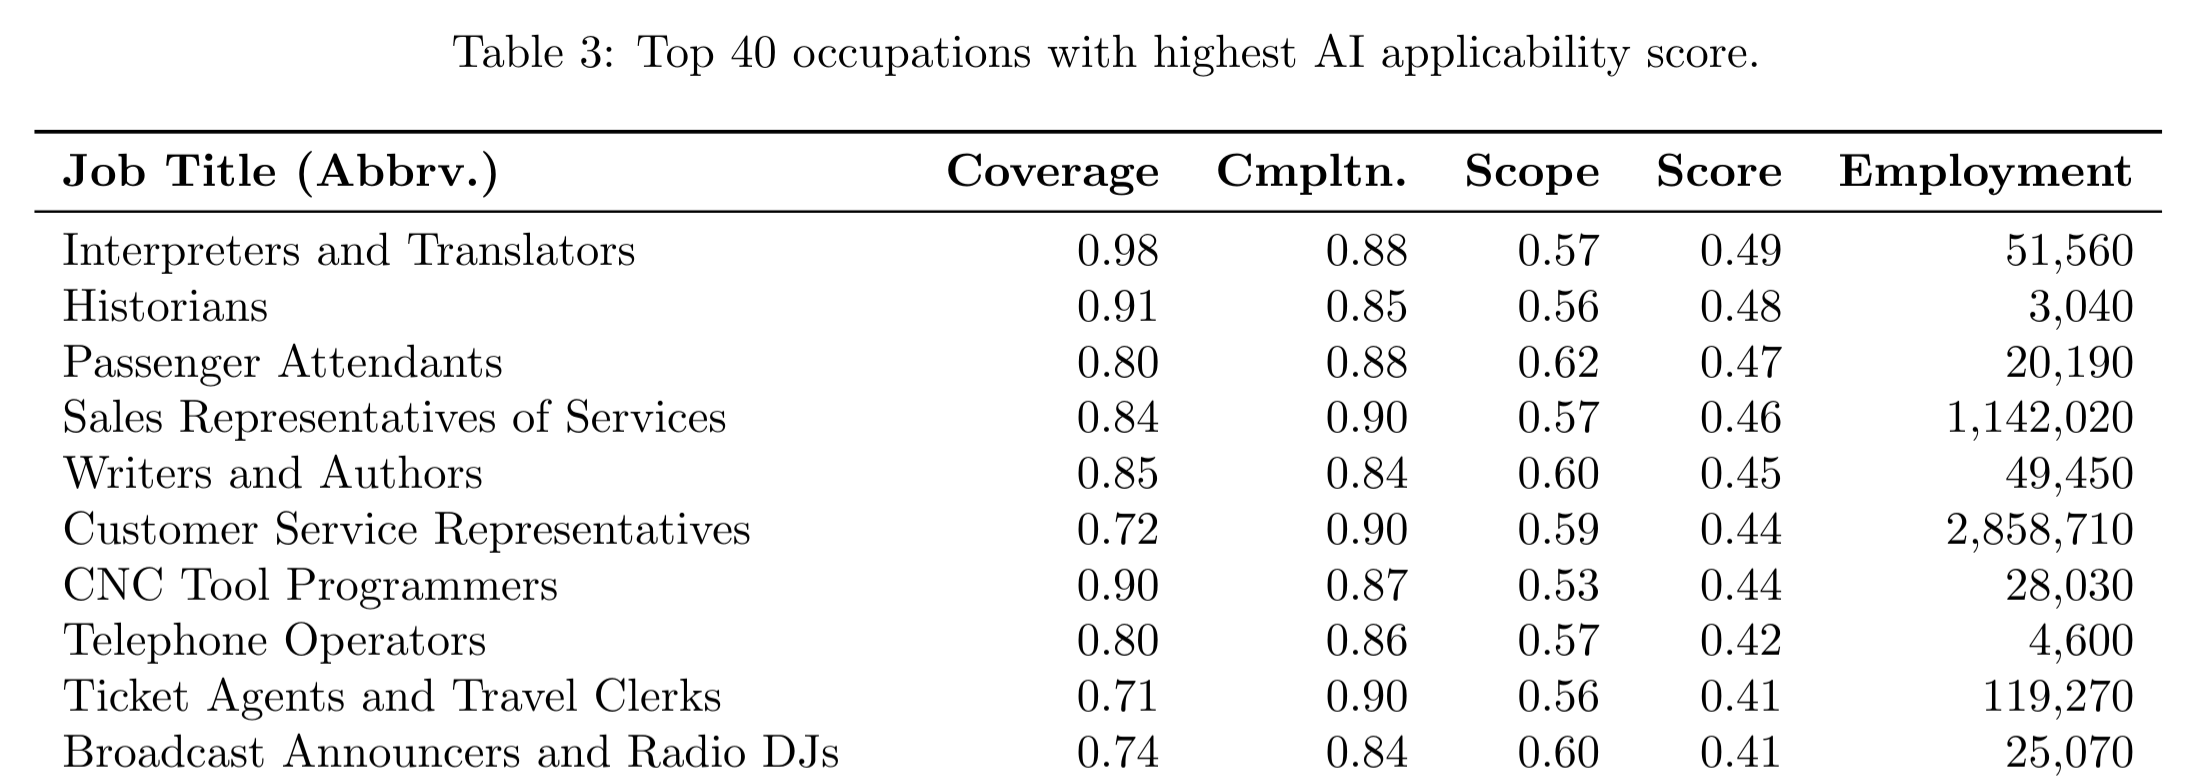 Table 3: Top 40 occupations with highest AI applicability score.
Job Title (Abbrv.) Coverage Cmpltn. Scope Score Employment
Interpreters and Translators 0.98 0.88 0.57 0.49 51,560
Historians 0.91 0.85 0.56 0.48 3,040
Passenger Attendants 0.80 0.88 0.62 0.47 20,190
Sales Representatives of Services 0.84 0.90 0.57 0.46 1,142,020
Writers and Authors 0.85 0.84 0.60 0.45 49,450
Customer Service Representatives 0.72 0.90 0.59 0.44 2,858,710
CNC Tool Programmers 0.90 0.87 0.53 0.44 28,030
Telephone Operators 0.80 0.86 0.57 0.42 4,600
Ticket Agents and Travel Clerks 0.71 0.90 0.56 0.41 119,270
Broadcast Announcers and Radio DJs 0.74 0.84 0.60 0.41 25,070